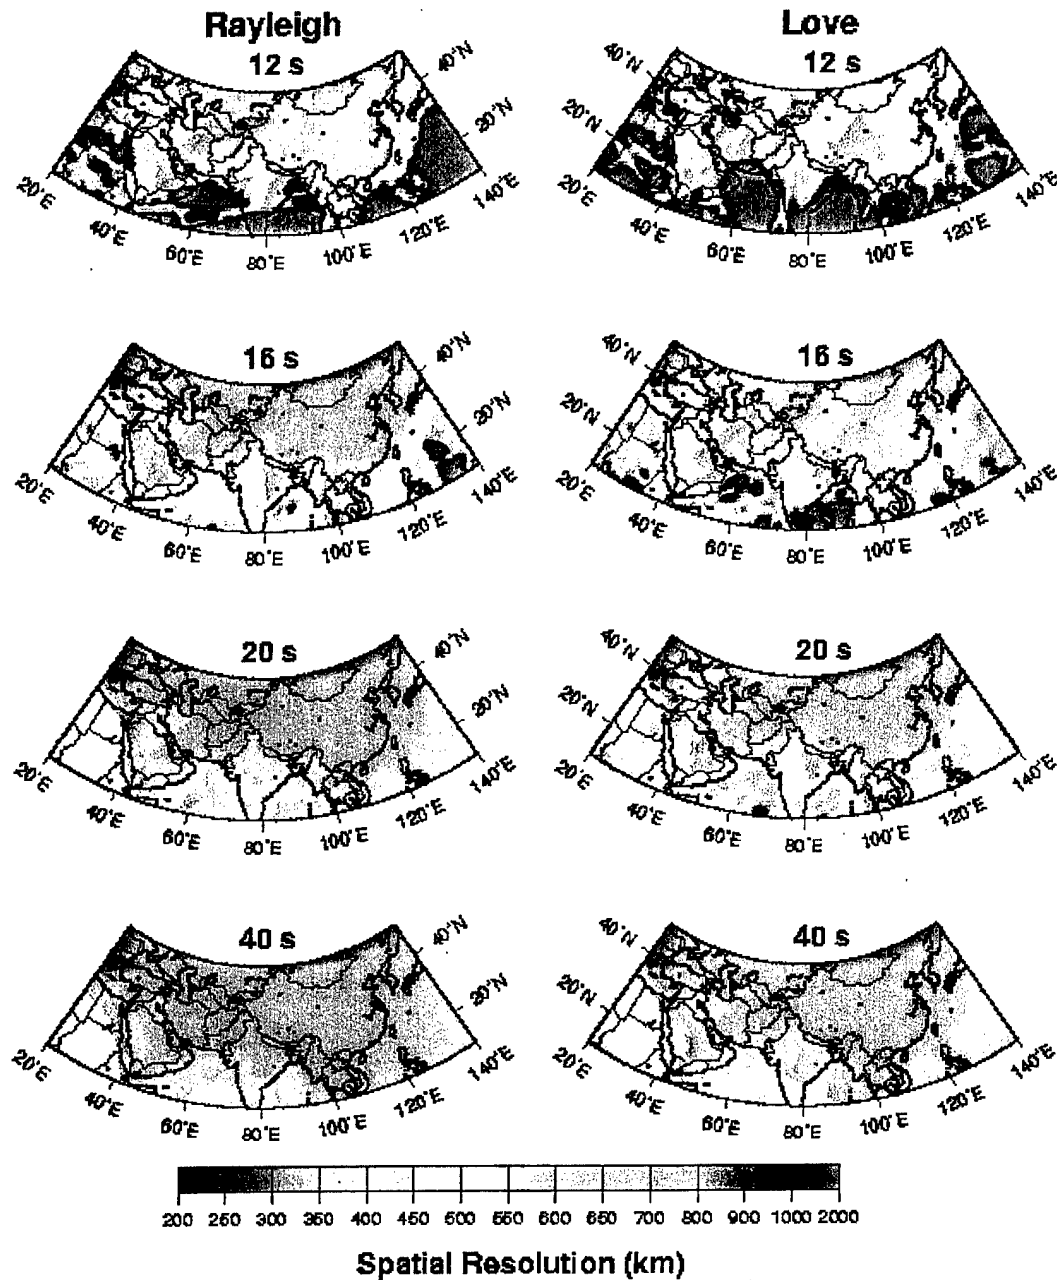 Rayleigh Love
12 s 12 s
40°N 40°N
20°N 20°N
20°E 40°E 60°E 80°E 100°E 120°E 140°E 20°E 40°E 60°E 80°E 100°E 120°E 140°E
16 s 16 s
40°N 40°N
20°N 20°N
20°E 40°E 60°E 80°E 100°E 120°E 140°E 20°E 40°E 60°E 80°E 100°E 120°E 140°E
20 s 20 s
40°N 40°N
20°N 20°N
20°E 40°E 60°E 80°E 100°E 120°E 140°E 20°E 40°E 60°E 80°E 100°E 120°E 140°E
40 s 40 s
40°N 40°N
20°N 20°N
20°E 40°E 60°E 80°E 100°E 120°E 140°E 20°E 40°E 60°E 80°E 100°E 120°E 140°E
200 250 300 350 400 450 500 550 600 650 700 800 900 1000 2000
Spatial Resolution (km)